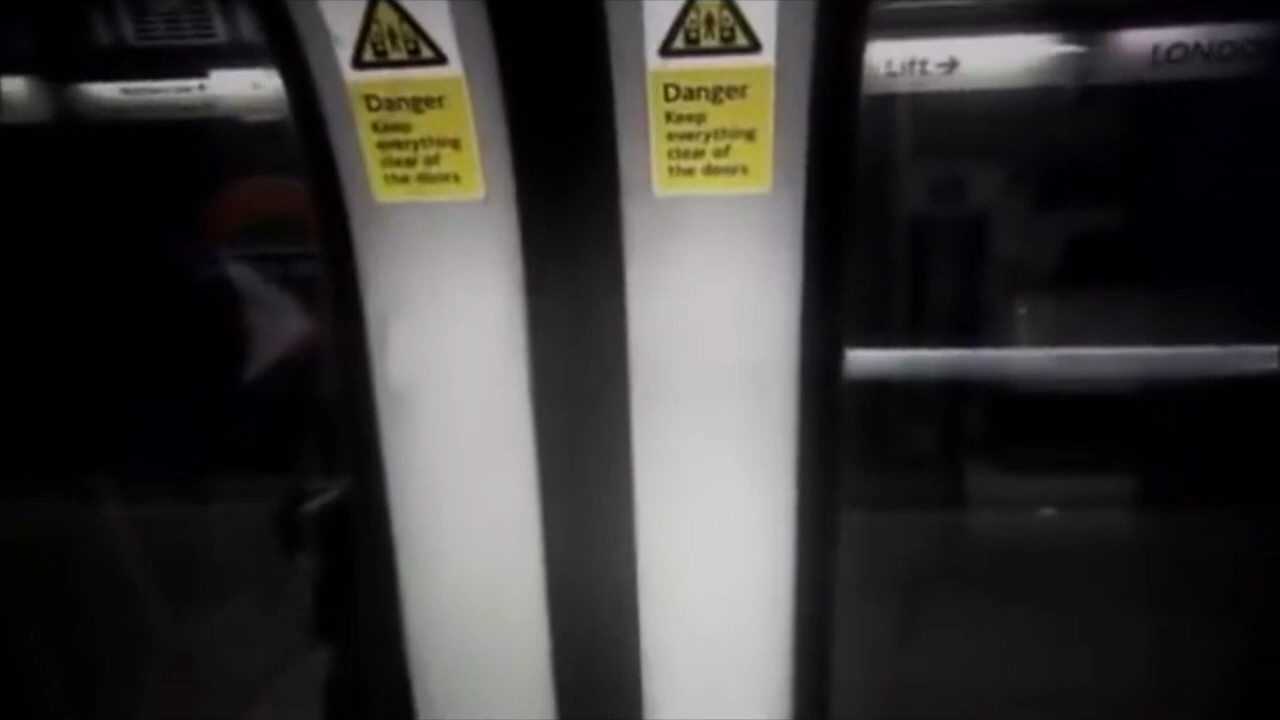 Danger
Keep
everything
clear of
the doors
Danger
Keep
everything
clear of
the doors
Lift →